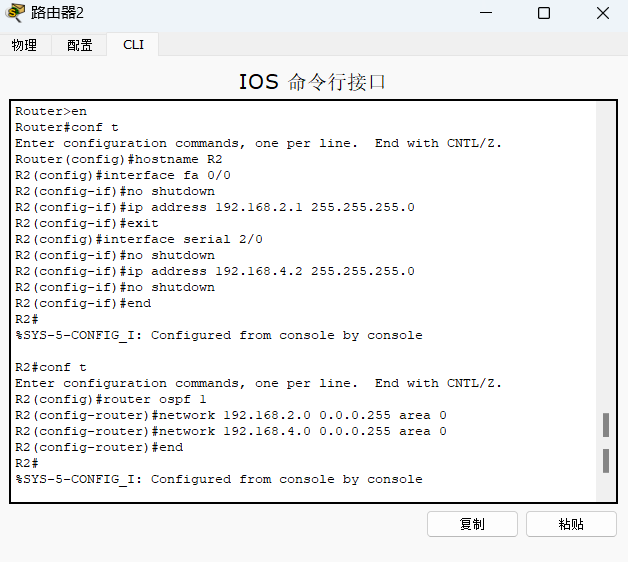 路由器2
物理 配置 CLI
IOS 命令行接口
Router>en
Router#conf t
Enter configuration commands, one per line.  End with CNTL/Z.
Router(config)#hostname R2
R2(config)#interface fa 0/0
R2(config-if)#no shutdown
R2(config-if)#ip address 192.168.2.1 255.255.255.0
R2(config-if)#exit
R2(config)#interface serial 2/0
R2(config-if)#no shutdown
R2(config-if)#ip address 192.168.4.2 255.255.255.0
R2(config-if)#no shutdown
R2(config-if)#end
R2#
%SYS-5-CONFIG_I: Configured from console by console
R2#conf t
Enter configuration commands, one per line.  End with CNTL/Z.
R2(config)#router ospf 1
R2(config-router)#network 192.168.2.0 0.0.0.255 area 0
R2(config-router)#network 192.168.4.0 0.0.0.255 area 0
R2(config-router)#end
R2#
%SYS-5-CONFIG_I: Configured from console by console
复制 粘贴